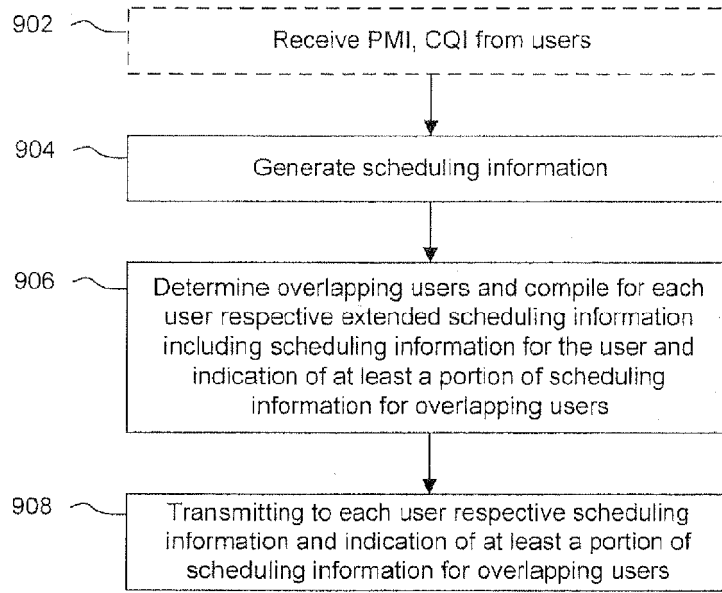 902
Receive PMI, CQI from users
904
Generate scheduling information
906
Determine overlapping users and compile for each
user respective extended scheduling information
including scheduling information for the user and
indication of at least a portion of scheduling
information for overlapping users
908
Transmitting to each user respective scheduling
information and indication of at least a portion of
scheduling information for overlapping users